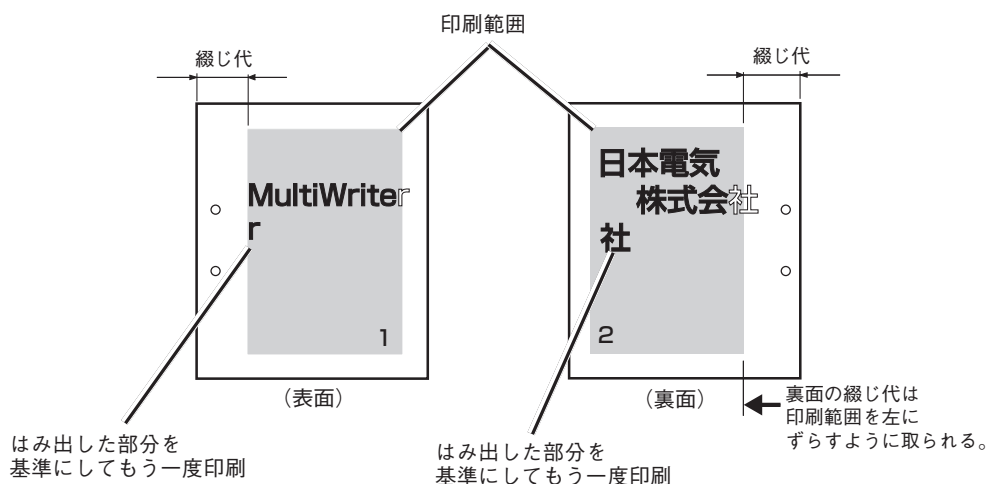 印刷範囲
綴じ代
綴じ代
MultiWriter
r
1
(表面)
はみ出した部分を
基準にしてもう一度印刷
日本電気
株式会社
社
2
(裏面)
裏面の綴じ代は
印刷範囲を左に
ずらすように取られる。
はみ出した部分を
基準にしてもう一度印刷